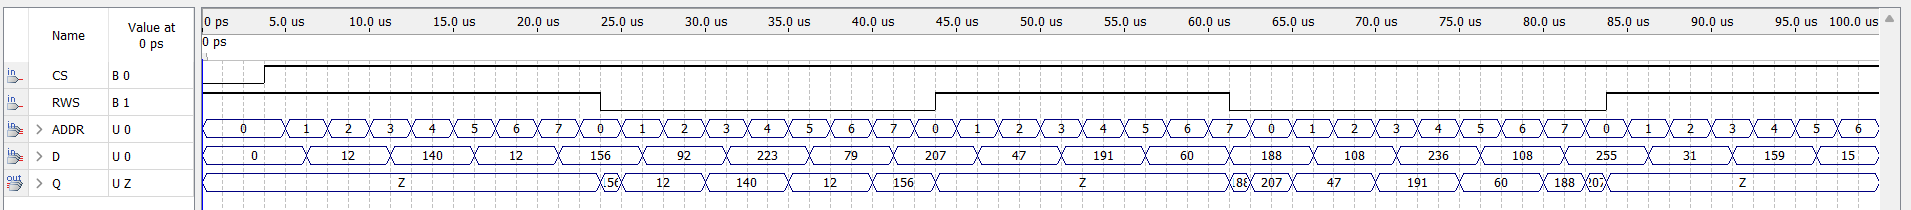 Name
Value at
0 ps
0 ps 5.0 us 10.0 us 15.0 us 20.0 us 25.0 us 30.0 us 35.0 us 40.0 us 45.0 us 50.0 us 55.0 us 60.0 us 65.0 us 70.0 us 75.0 us 80.0 us 85.0 us 90.0 us 95.0 us 100.0 us
0 ps
in CS B 0
in RWS B 1
in ADDR U 0 0 1 2 3 4 5 6 7 0 1 2 3 4 5 6 7 0 1 2 3 4 5 6 7 0 1 2 3 4 5 6 7 0 1 2 3 4 5 6
in D U 0 0 12 140 12 156 92 223 79 207 47 191 60 188 108 236 108 255 31 159 15
out Q U Z Z 12 140 12 156 Z 207 47 191 60 188 Z